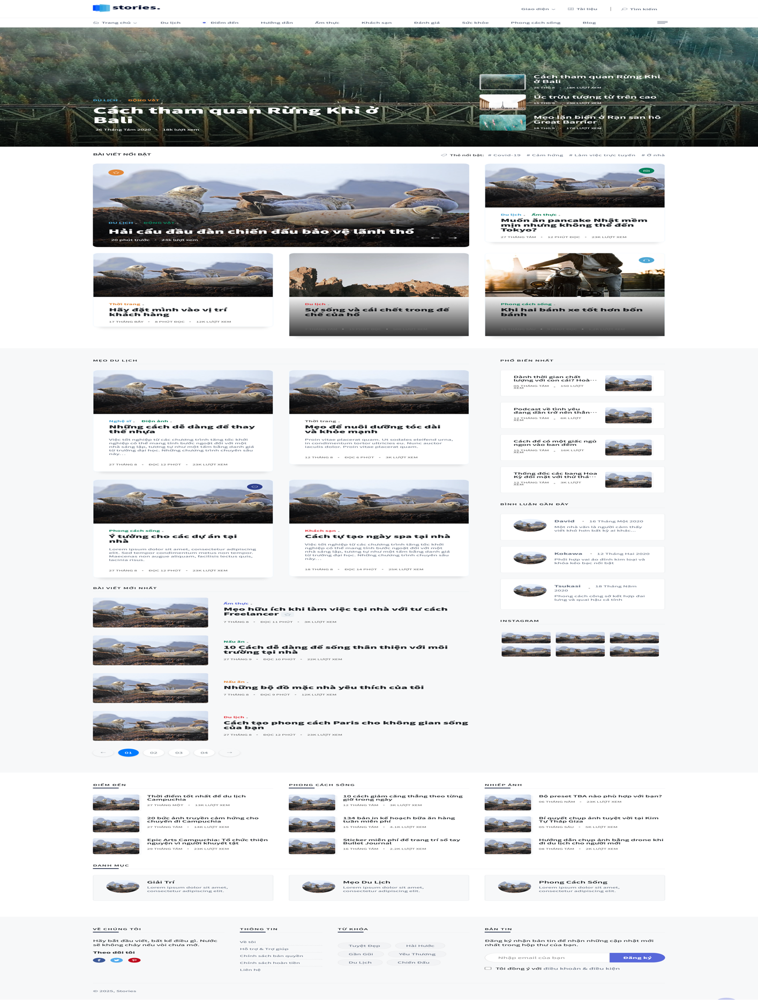 stories.
Giao diện
Tài liệu
Tìm kiếm
Trang chủ
Du lịch
Điểm đến
Hướng dẫn
Ẩm thực
Khách sạn
Đánh giá
Sức khỏe
Phong cách sống
Blog
DU LỊCH
ĐỘNG VẬT
Cách tham quan Rừng Khỉ ở
Bali
26 Tháng Tám 2020 • 18k lượt xem
Cách tham quan Rừng Khỉ
ở Bali
26 THG 8 • 18K LƯỢT XEM
Úc trừu tượng từ trên cao
15 THG 9 • 23K LƯỢT XEM
Mẹo lặn biển ở Rạn san hô
Great Barrier
18 THG 9 • 17K LƯỢT XEM
BÀI VIẾT NỔI BẬT
Thẻ nổi bật: # Covid-19 # Cảm hứng # Làm việc trực tuyến # Ở nhà
DU LỊCH
ĐỘNG VẬT
Hải cẩu đầu đàn chiến đấu bảo vệ lãnh thổ
20 phút trước • 23k lượt xem
Du lịch
Ẩm thực
Muốn ăn pancake Nhật mềm
mịn nhưng không thể đến
Tokyo?
27 THÁNG TÁM • 12 PHÚT ĐỌC • 23K LƯỢT XEM
Thời trang
Hãy đặt mình vào vị trí
khách hàng
17 THÁNG BẢY • 8 PHÚT ĐỌC • 12K LƯỢT XEM
Du lịch
Sự sống và cái chết trong đế
chế của hổ
Phong cách sống
Khi hai bánh xe tốt hơn bốn
bánh
MẸO DU LỊCH
Nghệ sĩ
Điện ảnh
Những cách dễ dàng để thay
thế nhựa
Việc tốt nghiệp từ các chương trình tăng tốc khởi
nghiệp có thể mang tính bước ngoặt đối với một
nhà sáng lập, tương tự như một tấm bằng danh giá
từ trường đại học. Những chương trình chuyên sâu
này...
27 THÁNG 8 • ĐỌC 12 PHÚT • 23K LƯỢT XEM
Thời trang
Mẹo để nuôi dưỡng tóc dài
và khỏe mạnh
Proin vitae placerat quam. Ut sodales eleifend urna,
in condimentum tortor ultricies eu. Nunc auctor
iaculis dolor. Proin vitae placerat quam.
12 THÁNG 8 • ĐỌC 6 PHÚT • 3K LƯỢT XEM
Phong cách sống
Ý tưởng cho các dự án tại
nhà
Lorem ipsum dolor sit amet, consectetur adipiscing
elit. Sed tempor condimentum metus non tempor.
Maecenas non augue aliquam, facilisis lectus quis,
lacinia risus.
27 THÁNG 8 • ĐỌC 12 PHÚT • 23K LƯỢT XEM
Khách sạn
Cách tự tạo ngày spa tại nhà
Việc tốt nghiệp từ các chương trình tăng tốc khởi
nghiệp có thể mang tính bước ngoặt đối với một
nhà sáng lập, tương tự như một tấm bằng danh giá
từ trường đại học. Những chương trình chuyên sâu
này...
18 THÁNG 8 • ĐỌC 14 PHÚT • 25K LƯỢT XEM
PHỔ BIẾN NHẤT
Dành thời gian chất
lượng với con cái? Hoà...
05 THÁNG TÁM • 150 LƯỢT
XEM
Podcast về tình yêu
đang dần trở nên thân...
12 THÁNG TÁM • 6K LƯỢT
XEM
Cách để có một giấc ngủ
ngon vào ban đêm
15 THÁNG TÁM • 16K LƯỢT
XEM
Thống đốc các bang Hoa
Kỳ đối mặt với thử thá...
12 THÁNG TÁM • 3K LƯỢT
XEM
BÌNH LUẬN GẦN ĐÂY
David • 16 Tháng Một 2020
Một nhà văn là người cảm thấy
viết khó hơn bất kỳ ai khác...
Kokawa • 12 Tháng Hai 2020
Phối hợp vai áo đính kim loại và
khóa kéo bạc nổi bật
Tsukasi • 18 Tháng Năm
2020
Phong cách công sở kết hợp đai
lưng và quai hậu cá tính
INSTAGRAM
BÀI VIẾT MỚI NHẤT
Ẩm thực
Mẹo hữu ích khi làm việc tại nhà với tư cách
Freelancer
7 THÁNG 8 • ĐỌC 11 PHÚT • 3K LƯỢT XEM
Nấu ăn
10 Cách dễ dàng để sống thân thiện với môi
trường tại nhà
27 THÁNG 9 • ĐỌC 10 PHÚT • 22K LƯỢT XEM
Nấu ăn
Những bộ đồ mặc nhà yêu thích của tôi
7 THÁNG 8 • ĐỌC 9 PHÚT • 12K LƯỢT XEM
Du lịch
Cách tạo phong cách Paris cho không gian sống
của bạn
27 THÁNG 8 • ĐỌC 12 PHÚT • 23K LƯỢT XEM
← 01 02 03 04 →
ĐIỂM ĐẾN
Thời điểm tốt nhất để du lịch
Campuchia
27 THÁNG MỘT • 13K LƯỢT XEM
20 bức ảnh truyền cảm hứng cho
chuyến đi Campuchia
27 THÁNG TÁM • 14K LƯỢT XEM
Epic Arts Campuchia: Tổ chức thiện
nguyện vì người khuyết tật
29 THÁNG TÁM • 23K LƯỢT XEM
PHONG CÁCH SỐNG
10 cách giảm căng thẳng theo từng
giờ trong ngày
12 THÁNG TÁM • 3K LƯỢT XEM
134 bản in kế hoạch bữa ăn hàng
tuần miễn phí
15 THÁNG TÁM • 4.1K LƯỢT XEM
Sticker miễn phí để trang trí sổ tay
Bullet Journal
16 THÁNG TÁM • 2.2K LƯỢT XEM
NHIẾP ẢNH
Bộ preset TBA nào phù hợp với bạn?
06 THÁNG NĂM • 23K LƯỢT XEM
Bí quyết chụp ảnh tuyệt vời tại Kim
Tự Tháp Giza
05 THÁNG SÁU • 5K LƯỢT XEM
Hướng dẫn chụp ảnh bằng drone khi
đi du lịch cho người mới
08 THÁNG TÁM • 2K LƯỢT XEM
DANH MỤC
Giải Trí
Lorem ipsum dolor sit amet,
consectetur adipiscing elit.
Mẹo Du Lịch
Lorem ipsum dolor sit amet,
consectetur adipiscing elit.
Phong Cách Sống
Lorem ipsum dolor sit amet,
consectetur adipiscing elit.
VỀ CHÚNG TÔI
Hãy bắt đầu viết, bất kể điều gì. Nước
sẽ không chảy nếu vòi chưa mở.
Theo dõi tôi
THÔNG TIN
Về tôi
Hỗ trợ & Trợ giúp
Chính sách bản quyền
Chính sách hoàn tiền
Liên hệ
TỪ KHÓA
Tuyệt Đẹp
Hài Hước
Gần Gũi
Yêu Thương
Du Lịch
Chiến Đấu
BẢN TIN
Đăng ký nhận bản tin để nhận những cập nhật mới
nhất trong hộp thư của bạn.
Nhập email của bạn
Đăng ký
Tôi đồng ý với điều khoản & điều kiện
© 2025, Stories